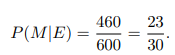 P(M|E) = 460/600 = 23/30.